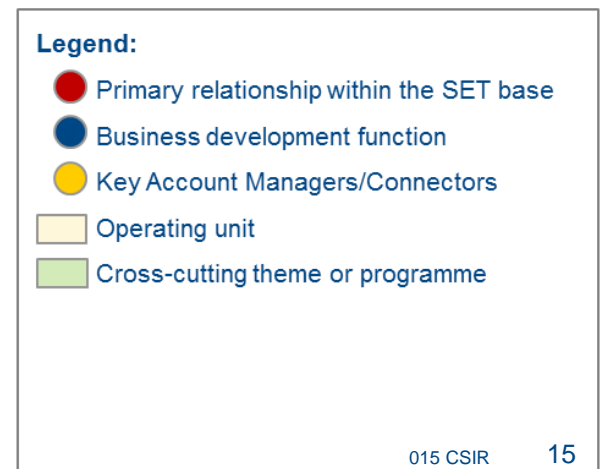 Legend:
Primary relationship within the SET base
Business development function
Key Account Managers/Connectors
Operating unit
Cross-cutting theme or programme
015 CSIR 15